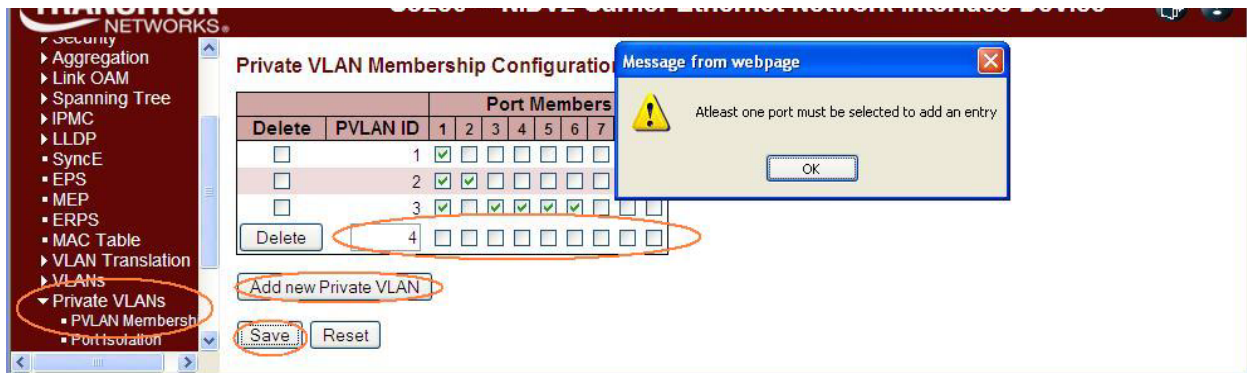 NETWORKS®
Security
Aggregation
Link OAM
Spanning Tree
IPMC
LLDP
SyncE
EPS
MEP
ERPS
MAC Table
VLAN Translation
VLANs
Private VLANs
PVLAN Membersh
Port Isolation
Private VLAN Membership Configuration
Port Members
Delete PVLAN ID 1 2 3 4 5 6 7
1
2
3
Delete 4
Add new Private VLAN
Save Reset
Message from webpage
Atleast one port must be selected to add an entry
OK